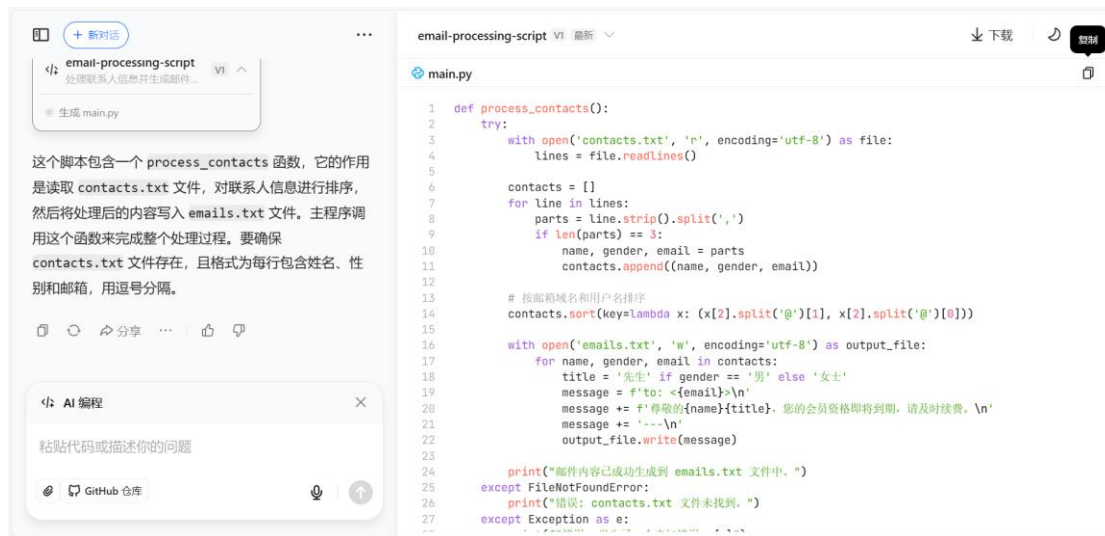 + 新对话
email-processing-script V1
处理联系人信息并生成邮件...
生成 main.py
这个脚本包含一个 process_contacts 函数，它的作用
是读取 contacts.txt 文件，对联系人信息进行排序，
然后将处理后的内容写入 emails.txt 文件。主程序调
用这个函数来完成整个处理过程。要确保
contacts.txt 文件存在，且格式为每行包含姓名、性
别和邮箱，用逗号分隔。
分享
AI 编程
粘贴代码或描述你的问题
GitHub 仓库
email-processing-script V1 最新
下载
复制
main.py
1 def process_contacts():
2     try:
3         with open('contacts.txt', 'r', encoding='utf-8') as file:
4             lines = file.readlines()
5
6         contacts = []
7         for line in lines:
8             parts = line.strip().split(',')
9             if len(parts) == 3:
10                 name, gender, email = parts
11                 contacts.append((name, gender, email))
12
13         # 按邮箱域名和用户名排序
14         contacts.sort(key=lambda x: (x[2].split('@')[1], x[2].split('@')[0]))
15
16         with open('emails.txt', 'w', encoding='utf-8') as output_file:
17             for name, gender, email in contacts:
18                 title = '先生' if gender == '男' else '女士'
19                 message = f'to: <{email}>\n'
20                 message += f'尊敬的{name}{title}，您的会员资格即将到期，请及时续费。\n'
21                 message += '---\n'
22                 output_file.write(message)
23
24         print("邮件内容已成功生成到 emails.txt 文件中。")
25     except FileNotFoundError:
26         print("错误: contacts.txt 文件未找到。")
27     except Exception as e: